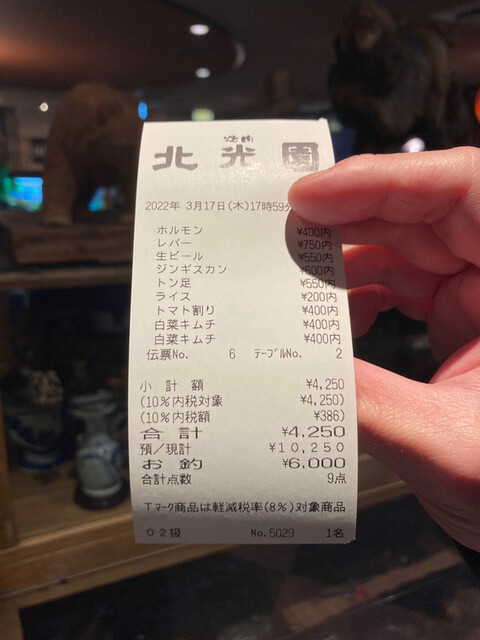 焼肉
北光園
2022年 3月17日(木)17時59分
ホルモン ¥400内
レバー ¥750内
生ビール ¥550内
ジンギスカン ¥600内
トン足 ¥550内
ライス ¥200内
トマト割り ¥400内
白菜キムチ ¥400内
白菜キムチ ¥400内
伝票No. 6 テーブルNo. 2
小計額 ¥4,250
(10%内税対象 ¥4,250)
(10%内税額 ¥386)
合計 ¥4,250
預/現計 ¥10,250
お釣 ¥6,000
合計点数 9点
Tマーク商品は軽減税率(8%)対象商品
02級 No.5029 1名